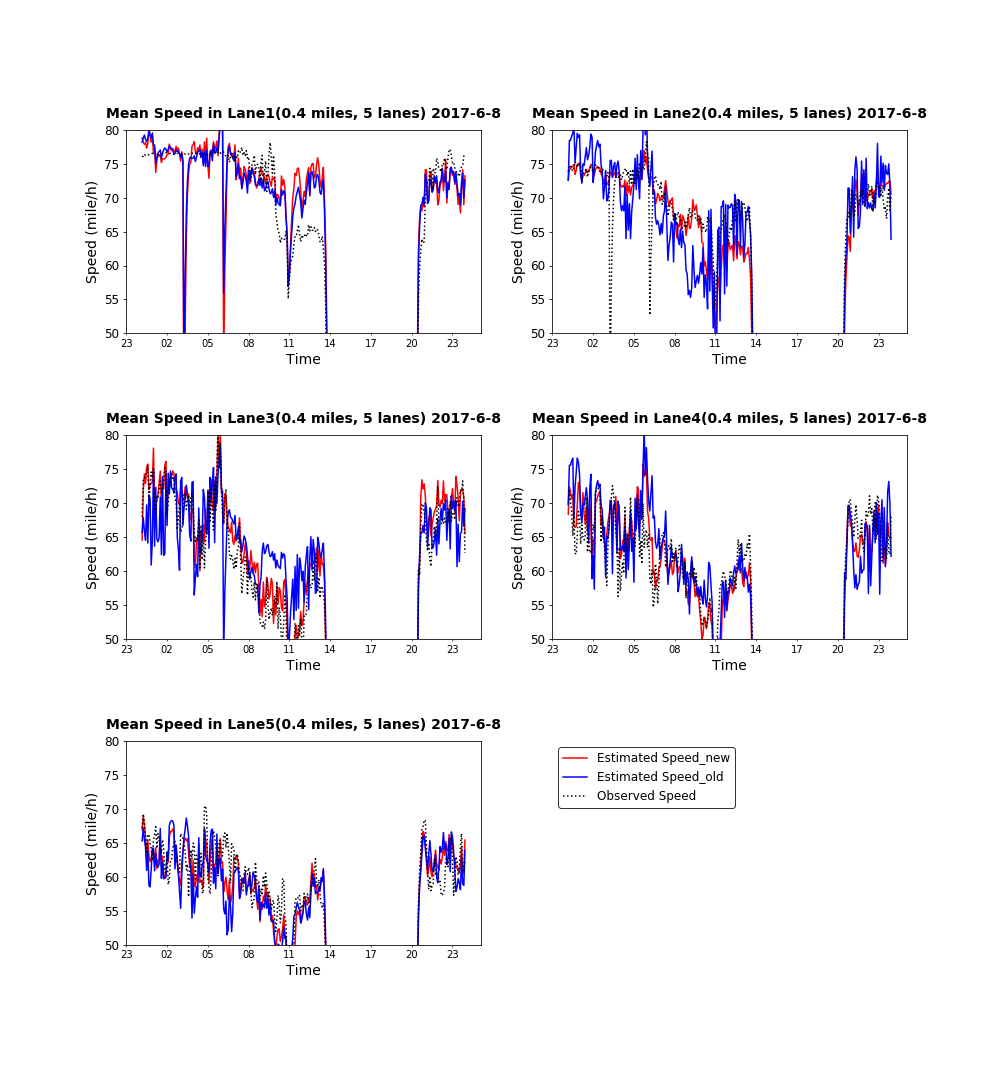 Mean Speed in Lane1(0.4 miles, 5 lanes) 2017-6-8
80
75
70
65
60
55
50
Speed (mile/h)
23 02 05 08 11 14 17 20 23
Time
Mean Speed in Lane2(0.4 miles, 5 lanes) 2017-6-8
80
75
70
65
60
55
50
Speed (mile/h)
23 02 05 08 11 14 17 20 23
Time
Mean Speed in Lane3(0.4 miles, 5 lanes) 2017-6-8
80
75
70
65
60
55
50
Speed (mile/h)
23 02 05 08 11 14 17 20 23
Time
Mean Speed in Lane4(0.4 miles, 5 lanes) 2017-6-8
80
75
70
65
60
55
50
Speed (mile/h)
23 02 05 08 11 14 17 20 23
Time
Mean Speed in Lane5(0.4 miles, 5 lanes) 2017-6-8
80
75
70
65
60
55
50
Speed (mile/h)
23 02 05 08 11 14 17 20 23
Time
Estimated Speed_new
Estimated Speed_old
Observed Speed